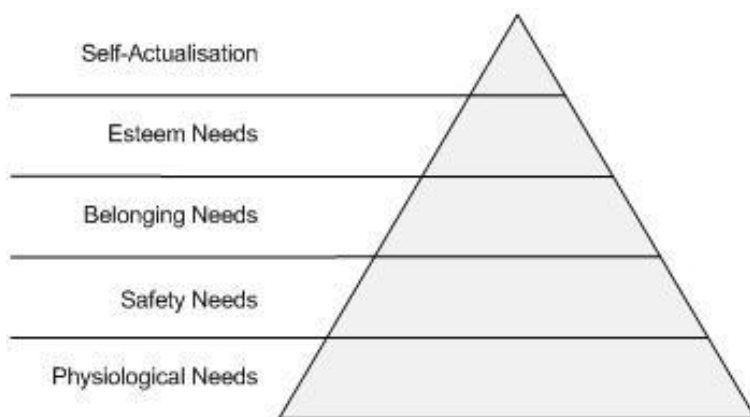 Self-Actualisation
Esteem Needs
Belonging Needs
Safety Needs
Physiological Needs